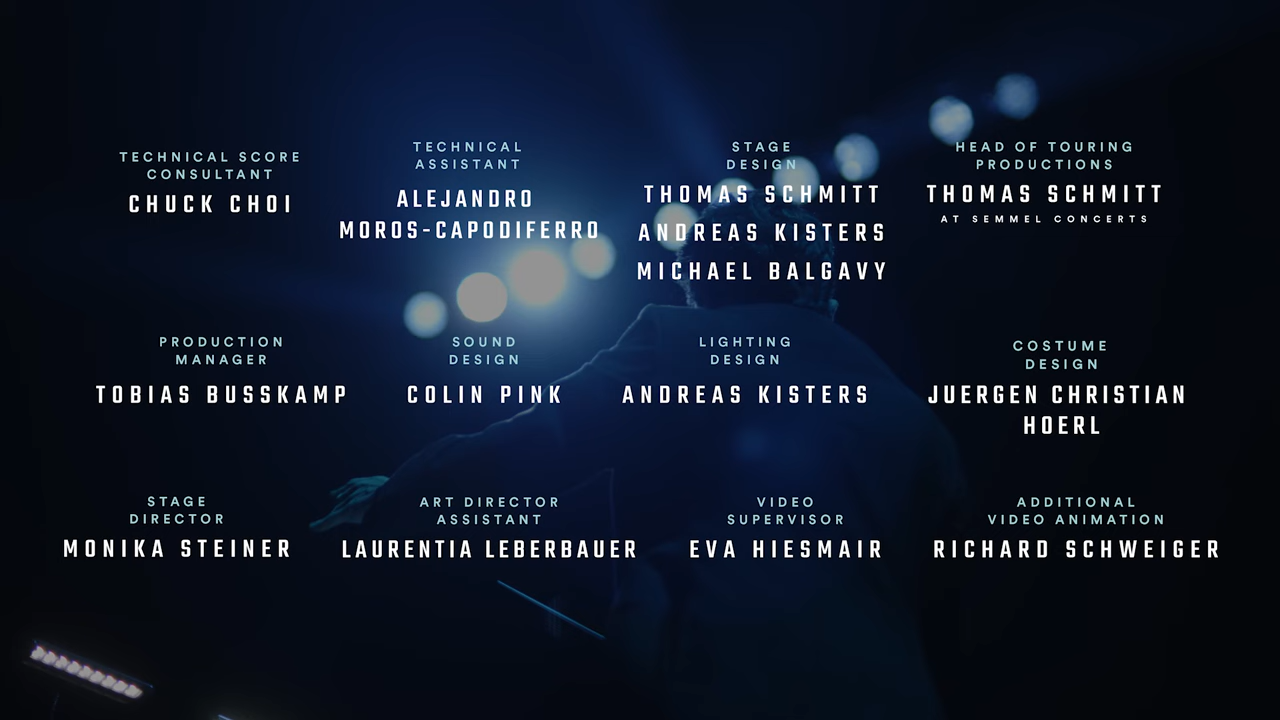 TECHNICAL SCORE
CONSULTANT
CHUCK CHOI
TECHNICAL
ASSISTANT
ALEJANDRO
MOROS-CAPODIFERRO
STAGE
DESIGN
THOMAS SCHMITT
ANDREAS KISTERS
MICHAEL BALGAVY
HEAD OF TOURING
PRODUCTIONS
THOMAS SCHMITT
AT SEMMEL CONCERTS
PRODUCTION
MANAGER
TOBIAS BUSSKAMP
SOUND
DESIGN
COLIN PINK
LIGHTING
DESIGN
ANDREAS KISTERS
COSTUME
DESIGN
JUERGEN CHRISTIAN
HOERL
STAGE
DIRECTOR
MONIKA STEINER
ART DIRECTOR
ASSISTANT
LAURENTIA LEBERBAUER
VIDEO
SUPERVISOR
EVA HIESMAIR
ADDITIONAL
VIDEO ANIMATION
RICHARD SCHWEIGER